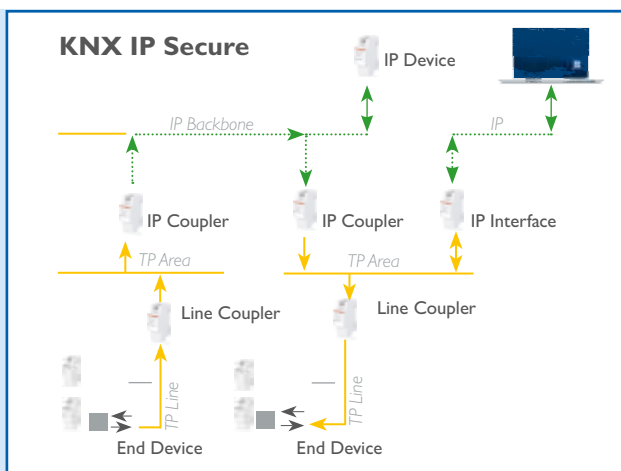 KNX IP Secure
IP Device
IP Backbone
IP
IP Coupler
IP Coupler
IP Interface
TP Area
TP Area
Line Coupler
Line Coupler
TP Line
TP Line
End Device
End Device